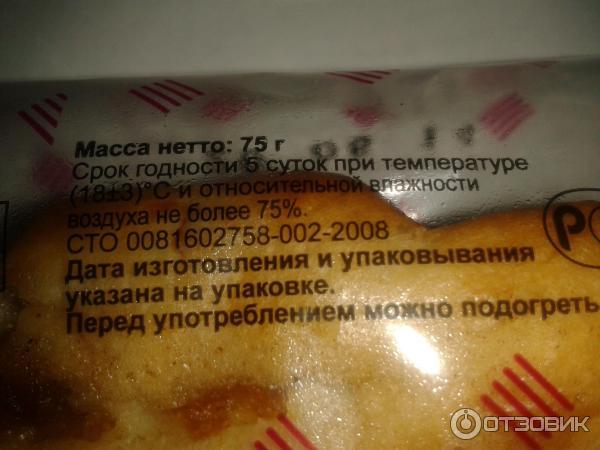 Масса нетто: 75 г
Срок годности 5 суток при температуре
(18±3)°С и относительной влажности
воздуха не более 75%.
СТО 0081602758-002-2008
Дата изготовления и упаковывания
указана на упаковке.
Перед употреблением можно подогреть
ОТЗОВИК